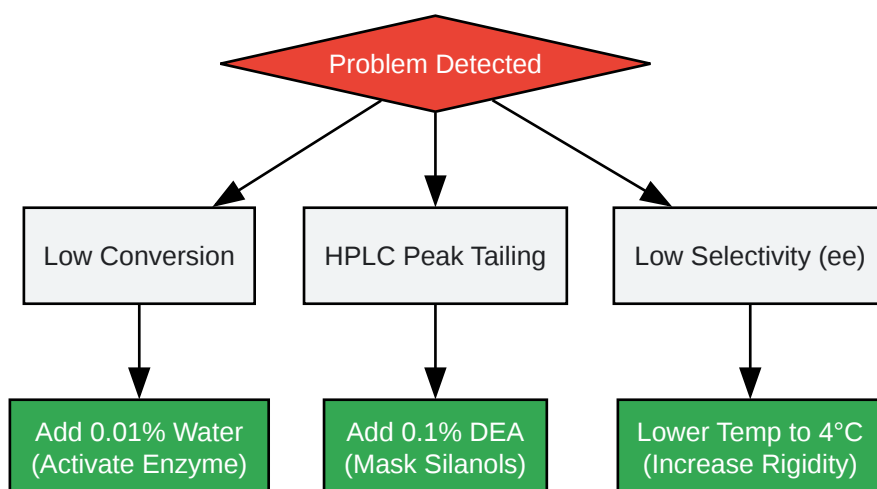 Problem Detected
Low Conversion
HPLC Peak Tailing
Low Selectivity (ee)
Add 0.01% Water
(Activate Enzyme)
Add 0.1% DEA
(Mask Silanols)
Lower Temp to 4°C
(Increase Rigidity)